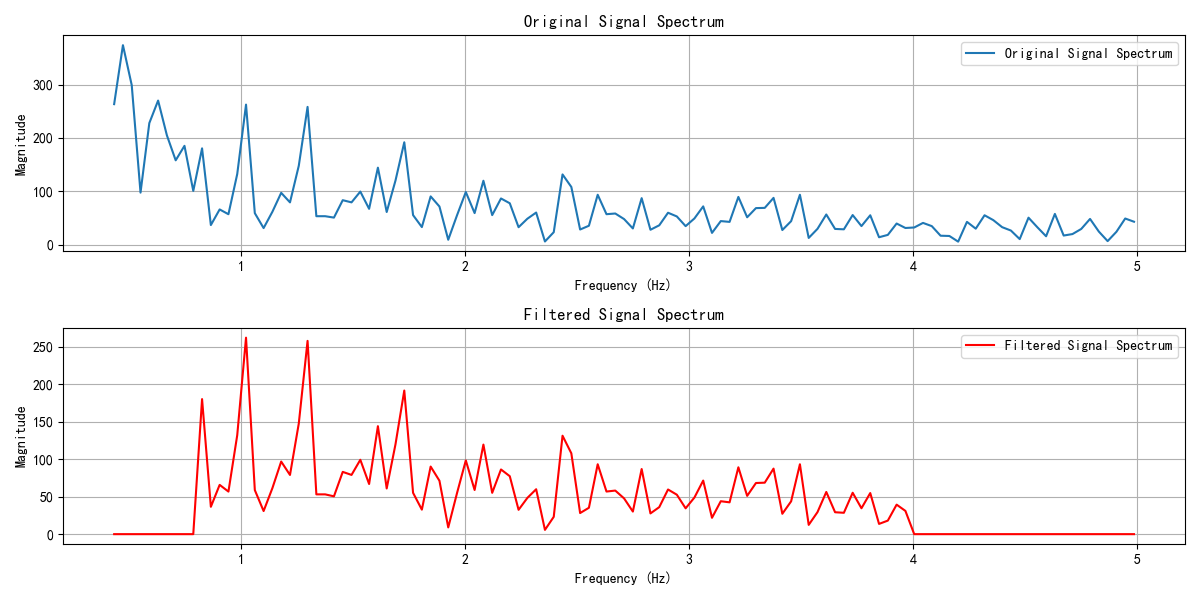 Original Signal Spectrum
Original Signal Spectrum
300
200
100
0
Magnitude
1 2 3 4 5
Frequency (Hz)
Filtered Signal Spectrum
Filtered Signal Spectrum
250
200
150
100
50
0
Magnitude
1 2 3 4 5
Frequency (Hz)